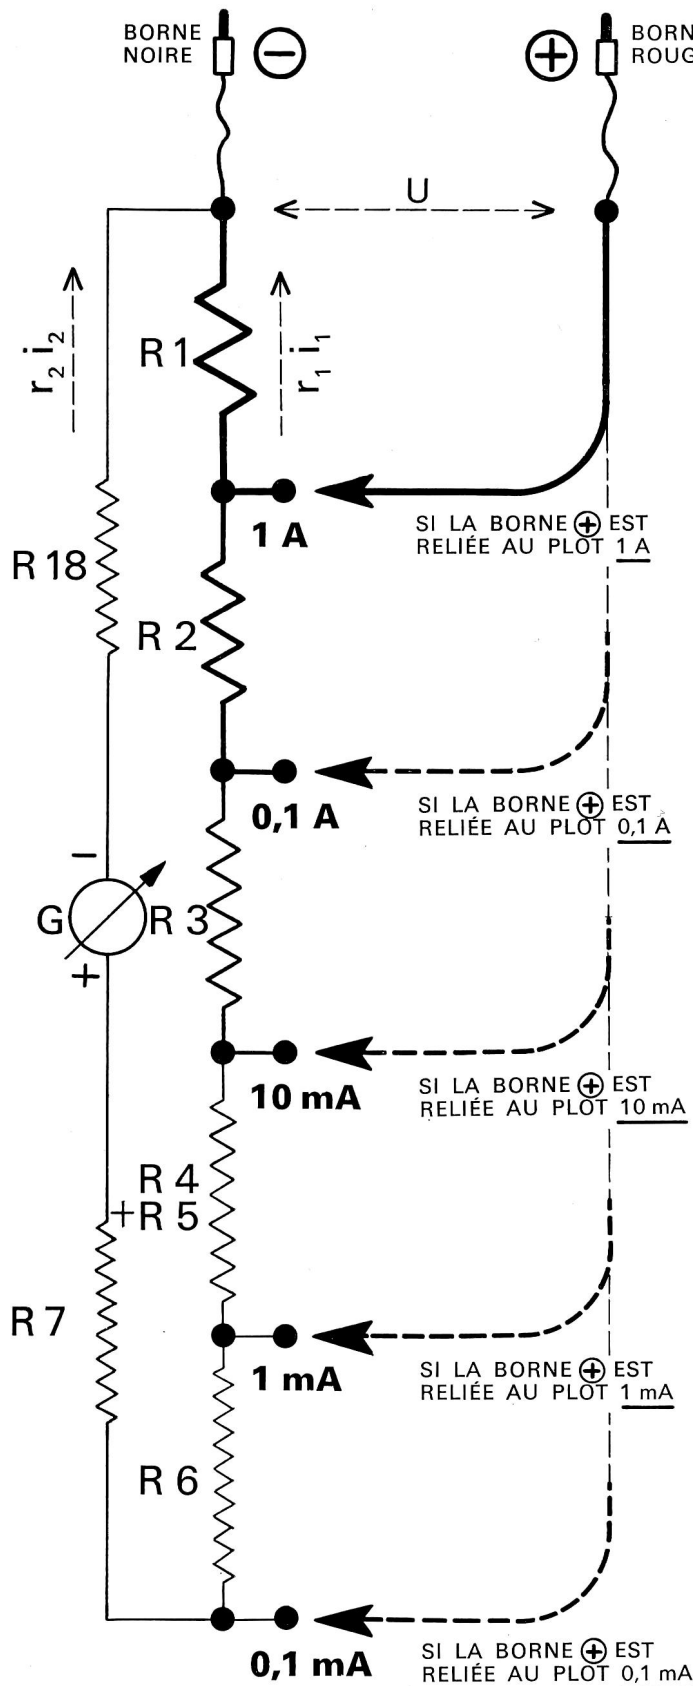 BORNE
NOIRE
−
+
BORN
ROUG
U
r₂ i₂
R 1
r₁ i₁
1 A
SI LA BORNE + EST
RELIÉE AU PLOT 1 A
R 18
R 2
0,1 A
SI LA BORNE + EST
RELIÉE AU PLOT 0,1 A
−
G
R 3
+
10 mA
SI LA BORNE + EST
RELIÉE AU PLOT 10 mA
R 4
+R 5
R 7
1 mA
SI LA BORNE + EST
RELIÉE AU PLOT 1 mA
R 6
0,1 mA
SI LA BORNE + EST
RELIÉE AU PLOT 0,1 mA